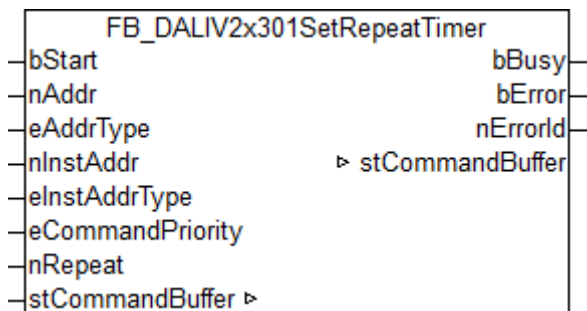 FB_DALIV2x301SetRepeatTimer
bStart bBusy
nAddr bError
eAddrType nErrorId
nInstAddr ▹ stCommandBuffer
eInstAddrType
eCommandPriority
nRepeat
stCommandBuffer ▹